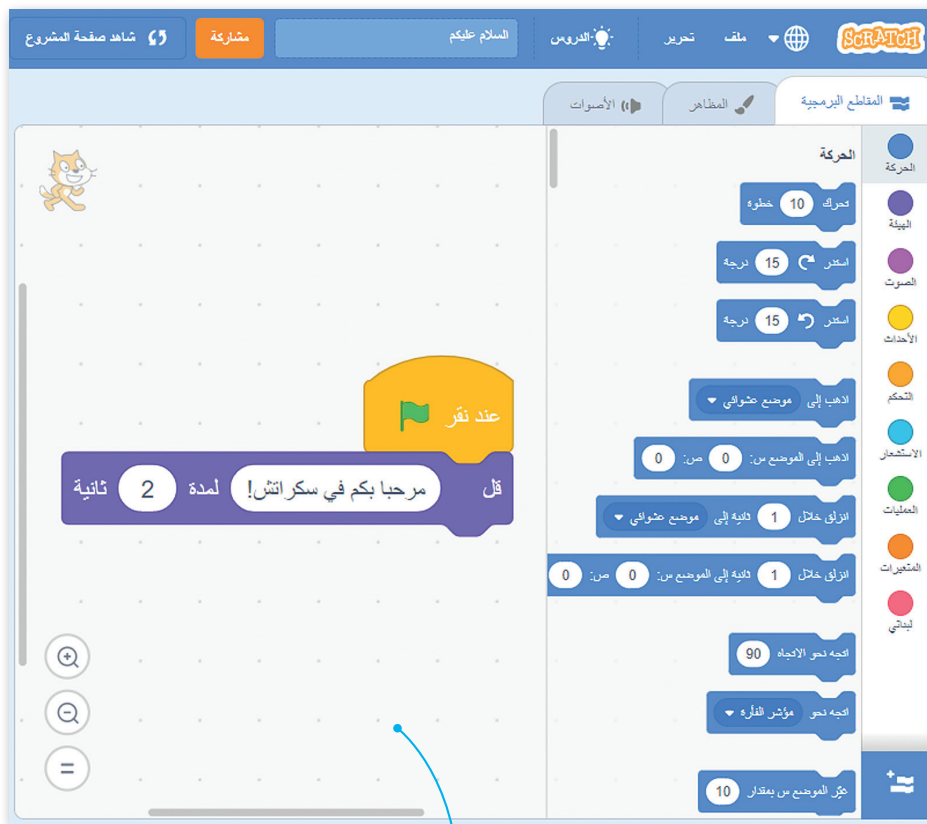 SCRATCH
ملف
تحرير
الدروس
السلام عليكم
مشاركة
شاهد صفحة المشروع
المقاطع البرمجية
المظاهر
الأصوات
الحركة
الهيئة
الصوت
الأحداث
التحكم
الاستشعار
العمليات
المتغيرات
لبناتي
الحركة
تحرك 10 خطوة
استدر 15 درجة
استدر 15 درجة
اذهب إلى موضع عشوائي
اذهب إلى الموضع س: 0 ص: 0
انزلق خلال 1 ثانية إلى موضع عشوائي
انزلق خلال 1 ثانية إلى الموضع س: 0 ص: 0
اتجه نحو الاتجاه 90
اتجه نحو مؤشر الفأرة
غيّر الموضع س بمقدار 10
عند نقر
قل مرحبا بكم في سكراتش! لمدة 2 ثانية